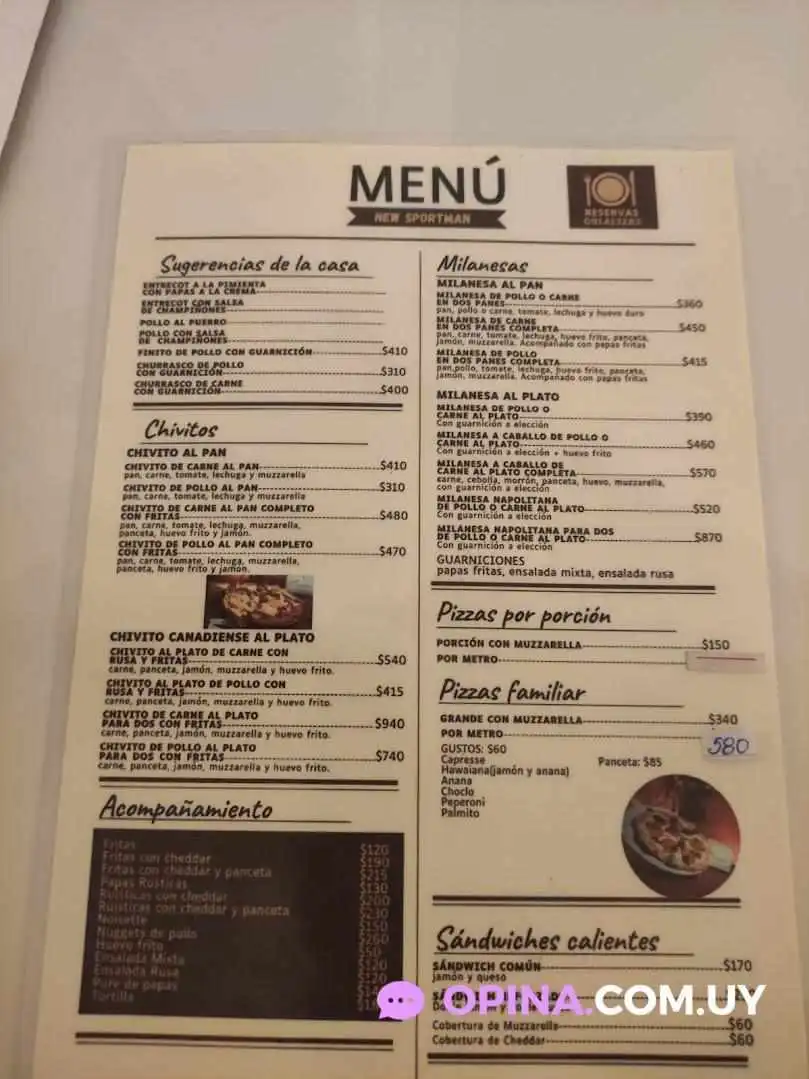 MENÚ
NEW SPORTMAN
RESERVAS
Sugerencias de la casa
ENTRECOT A LA PIMIENTA
CON PAPAS A LA CREMA
ENTRECOT CON SALSA
DE CHAMPIÑONES
POLLO AL PUERRO
POLLO CON SALSA
DE CHAMPIÑONES
FINITO DE POLLO CON GUARNICIÓN $410
CHURRASCO DE POLLO
CON GUARNICIÓN $310
CHURRASCO DE CARNE
CON GUARNICIÓN $400
Chivitos
CHIVITO AL PAN
CHIVITO DE CARNE AL PAN $410
pan, carne, tomate, lechuga y muzzarella
CHIVITO DE POLLO AL PAN $310
pan, carne, tomate, lechuga y muzzarella
CHIVITO DE CARNE AL PAN COMPLETO
CON FRITAS $480
pan, carne, tomate, lechuga, muzzarella,
panceta, huevo frito y jamón.
CHIVITO DE POLLO AL PAN COMPLETO
CON FRITAS $470
pan, carne, tomate, lechuga, muzzarella,
panceta, huevo frito y jamón.
CHIVITO CANADIENSE AL PLATO
CHIVITO AL PLATO DE CARNE CON
RUSA Y FRITAS $540
carne, panceta, jamón, muzzarella y huevo frito.
CHIVITO AL PLATO DE POLLO CON
RUSA Y FRITAS $415
carne, panceta, jamón, muzzarella y huevo frito.
CHIVITO DE CARNE AL PLATO
PARA DOS CON FRITAS $940
carne, panceta, jamón, muzzarella y huevo frito.
CHIVITO DE POLLO AL PLATO
PARA DOS CON FRITAS $740
carne, panceta, jamón, muzzarella y huevo frito.
Acompañamiento
Fritas $120
Fritas con cheddar $190
Fritas con cheddar y panceta $215
Papas Rusticas $130
Rusticas con cheddar $200
Rusticas con cheddar y panceta $230
Noisette $150
Nuggets de pollo $260
Huevo frito $50
Ensalada Mixta
Ensalada Rusa
Pure de papas
Tortilla
Milanesas
MILANESA AL PAN
MILANESA DE POLLO O CARNE
EN DOS PANES $360
pan, pollo o carne, tomate, lechuga y huevo duro
MILANESA DE CARNE
EN DOS PANES COMPLETA $450
pan, carne, tomate, lechuga, huevo frito, panceta,
jamón, muzzarella. Acompañado con papas fritas
MILANESA DE POLLO
EN DOS PANES COMPLETA $415
pan,pollo, tomate, lechuga, huevo frito, panceta,
jamón, muzzarella. Acompañado con papas fritas
MILANESA AL PLATO
MILANESA DE POLLO O
CARNE AL PLATO $390
Con guarnición a elección
MILANESA A CABALLO DE POLLO O
CARNE AL PLATO $460
Con guarnición a elección + huevo frito
MILANESA A CABALLO DE
CARNE AL PLATO COMPLETA $570
carne, cebolla, morrón, panceta, huevo, muzzarella,
con guarnición a elección
MILANESA NAPOLITANA
DE POLLO O CARNE AL PLATO $520
Con guarnición a elección
MILANESA NAPOLITANA PARA DOS
DE POLLO O CARNE AL PLATO $870
Con guarnición a elección
GUARNICIONES
papas fritas, ensalada mixta, ensalada rusa
Pizzas por porción
PORCIÓN CON MUZZARELLA $150
POR METRO
Pizzas familiar
GRANDE CON MUZZARELLA $340
POR METRO 580
GUSTOS: $60
Capresse
Panceta: $85
Hawaiana(jamón y anana)
Anana
Choclo
Peperoni
Palmito
Sándwiches calientes
SÁNDWICH COMÚN $170
jamón y queso
Cobertura de Muzzarella $60
Cobertura de Cheddar $60
OPINA.COM.UY